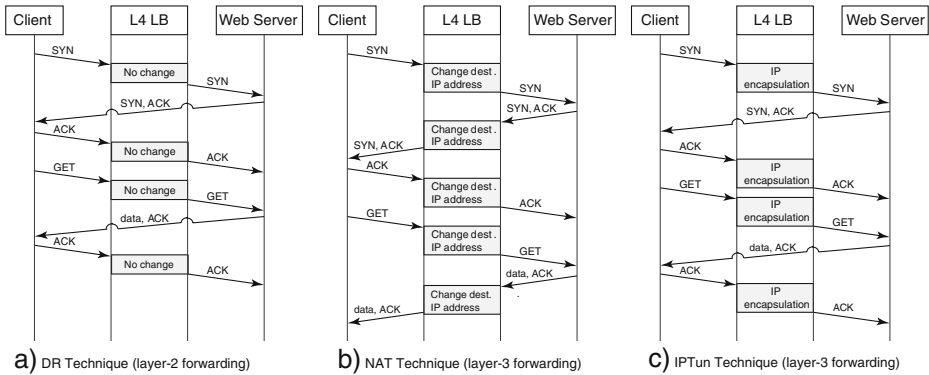 Client L4 LB Web Server
SYN
No change
SYN
SYN, ACK
ACK
No change
ACK
GET
No change
GET
data, ACK
ACK
No change
ACK
a) DR Technique (layer-2 forwarding)
Client L4 LB Web Server
SYN
Change dest .
IP address
SYN
SYN, ACK
Change dest .
IP address
SYN, ACK
ACK
Change dest .
IP address
ACK
GET
Change dest .
IP address
GET
data, ACK
Change dest.
IP address
data, ACK
b) NAT Technique (layer-3 forwarding)
Client L4 LB Web Server
SYN
IP
encapsulation
SYN
SYN, ACK
ACK
IP
encapsulation
ACK
GET
IP
encapsulation
GET
data, ACK
ACK
IP
encapsulation
ACK
c) IPTun Technique (layer-3 forwarding)